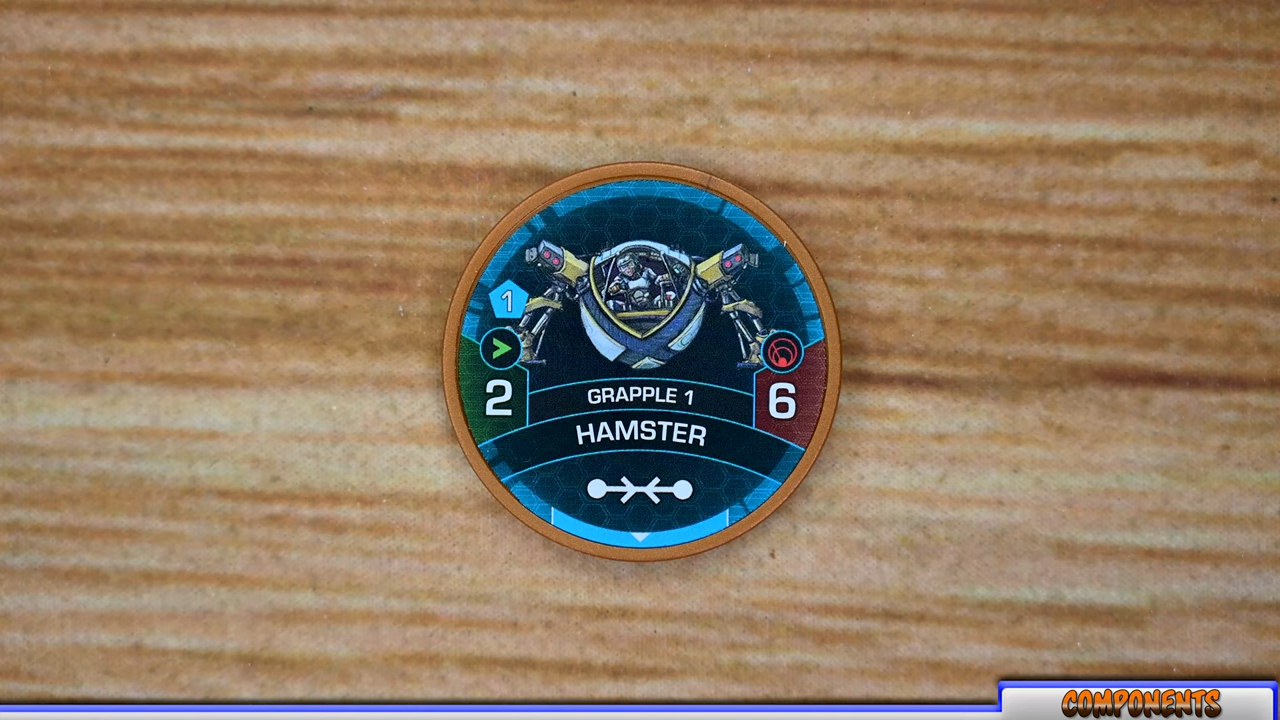 1
2
6
GRAPPLE 1
HAMSTER
COMPONENTS